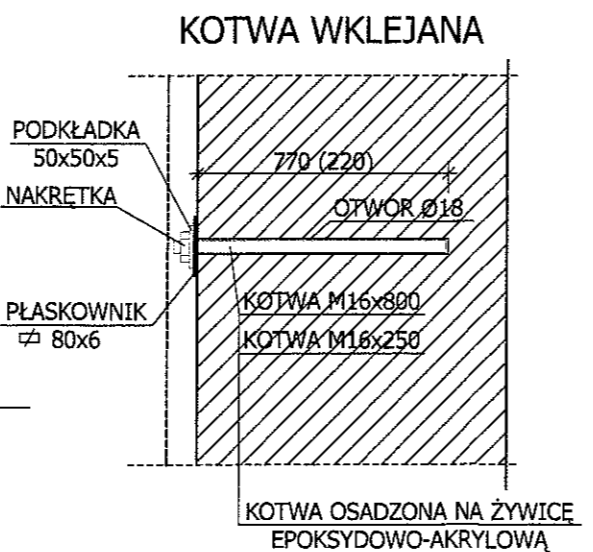 KOTWA WKLEJANA
PODKŁADKA
50x50x5
NAKRĘTKA
770 (220)
OTWÓR Ø18
PŁASKOWNIK
80x6
KOTWA M16x800
KOTWA M16x250
KOTWA OSADZONA NA ŻYWICĘ
EPOKSYDOWO-AKRYLOWĄ